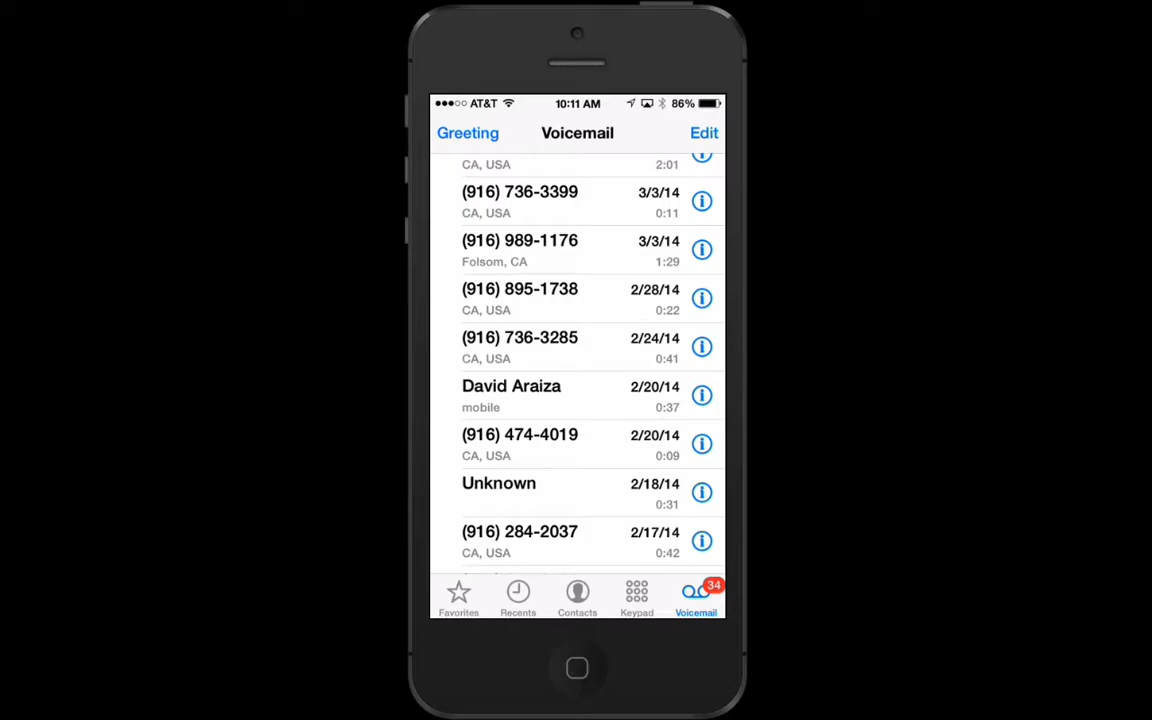 AT&T 10:11 AM 86%
Greeting Voicemail Edit
CA, USA 2:01
(916) 736-3399 3/3/14
CA, USA 0:11
(916) 989-1176 3/3/14
Folsom, CA 1:29
(916) 895-1738 2/28/14
CA, USA 0:22
(916) 736-3285 2/24/14
CA, USA 0:41
David Araiza 2/20/14
mobile 0:37
(916) 474-4019 2/20/14
CA, USA 0:09
Unknown 2/18/14
0:31
(916) 284-2037 2/17/14
CA, USA 0:42
34
Favorites Recents Contacts Keypad Voicemail